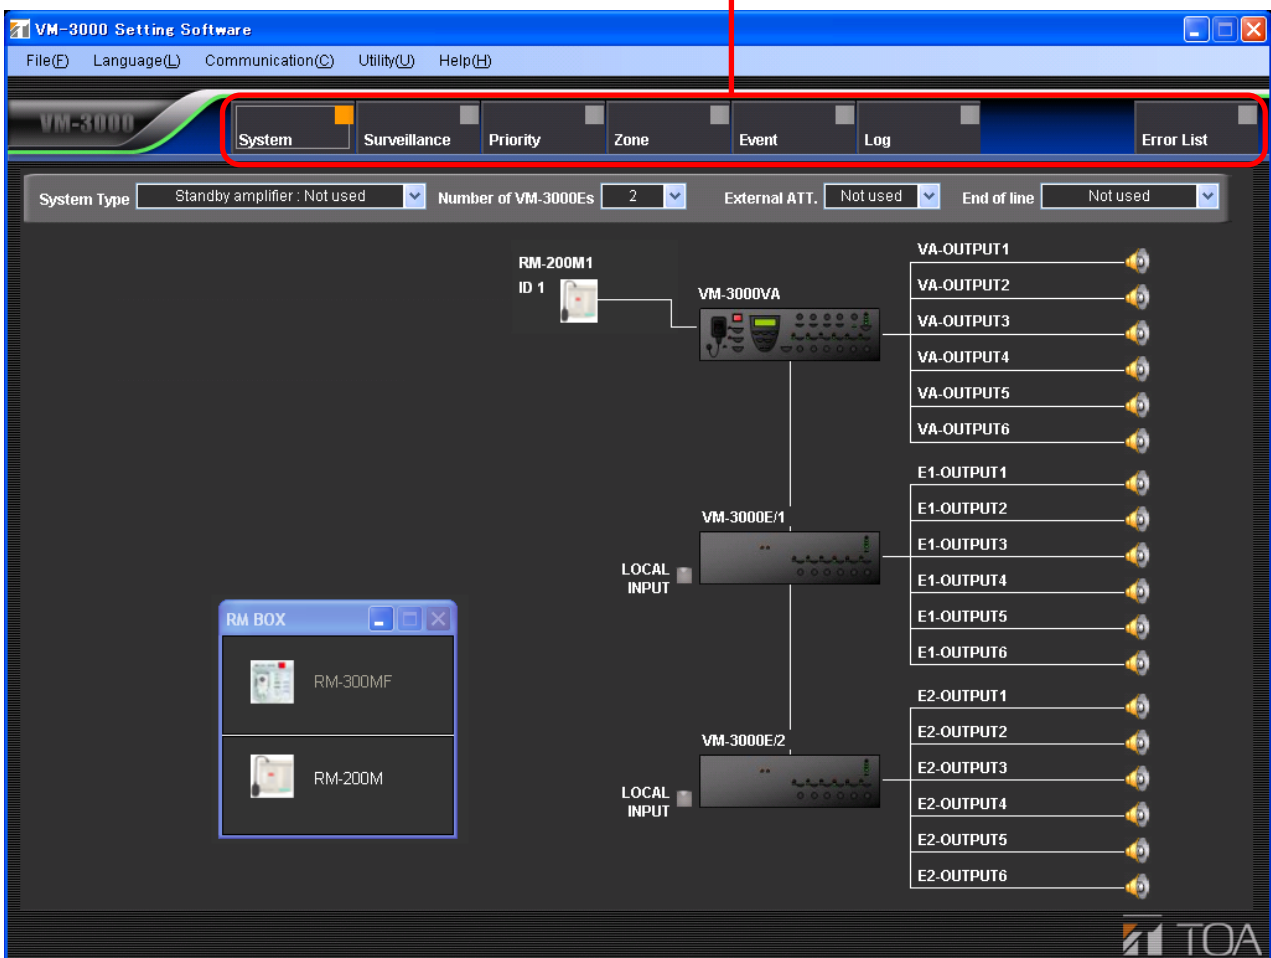 VM-3000 Setting Software
File(F) Language(L) Communication(C) Utility(U) Help(H)
VM-3000
System Surveillance Priority Zone Event Log Error List
System Type Standby amplifier : Not used Number of VM-3000Es 2 External ATT. Not used End of line Not used
RM-200M1
ID 1
VM-3000VA
VA-OUTPUT1
VA-OUTPUT2
VA-OUTPUT3
VA-OUTPUT4
VA-OUTPUT5
VA-OUTPUT6
VM-3000E/1
LOCAL
INPUT
E1-OUTPUT1
E1-OUTPUT2
E1-OUTPUT3
E1-OUTPUT4
E1-OUTPUT5
E1-OUTPUT6
RM BOX
RM-300MF
RM-200M
VM-3000E/2
LOCAL
INPUT
E2-OUTPUT1
E2-OUTPUT2
E2-OUTPUT3
E2-OUTPUT4
E2-OUTPUT5
E2-OUTPUT6
TOA